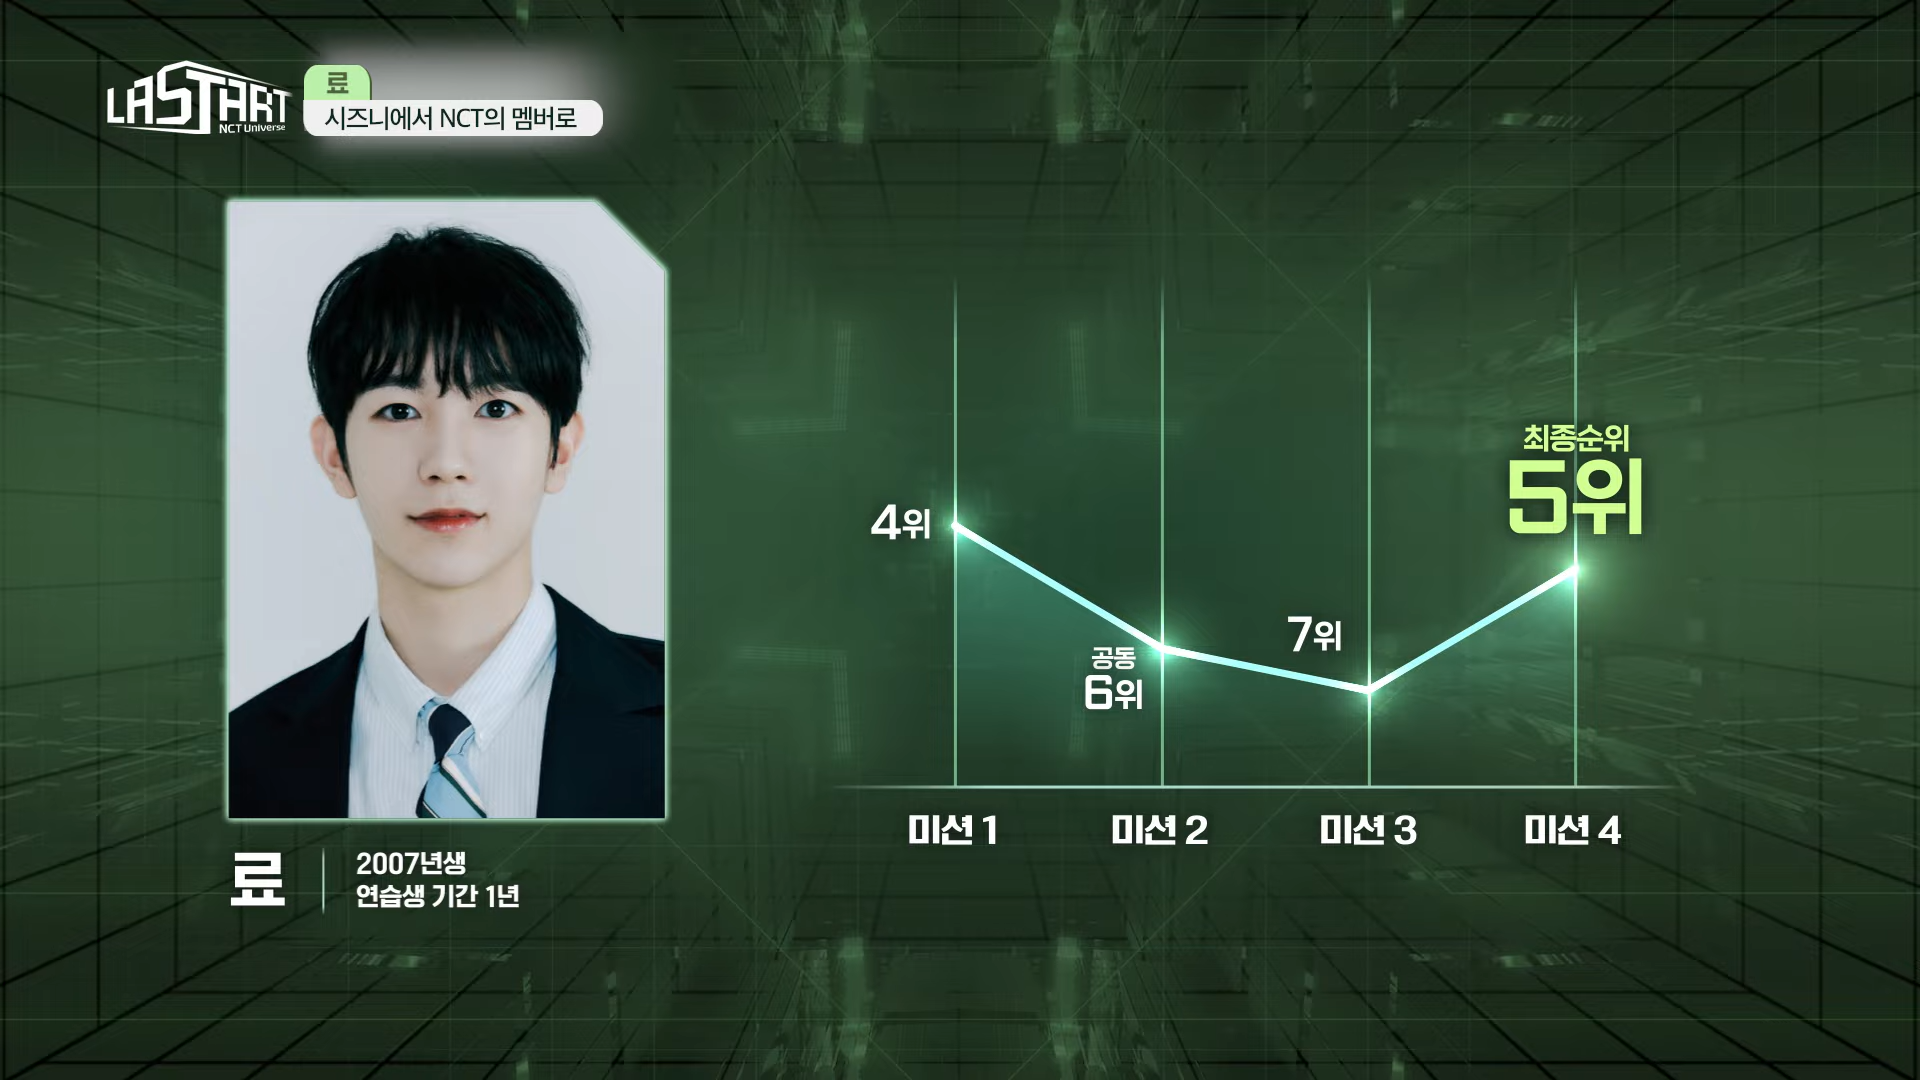 LASTART
NCT Universe
료
시즈니에서 NCT의 멤버로
최종순위
5위
4위
7위
공동
6위
미션 1
미션 2
미션 3
미션 4
료
2007년생
연습생 기간 1년